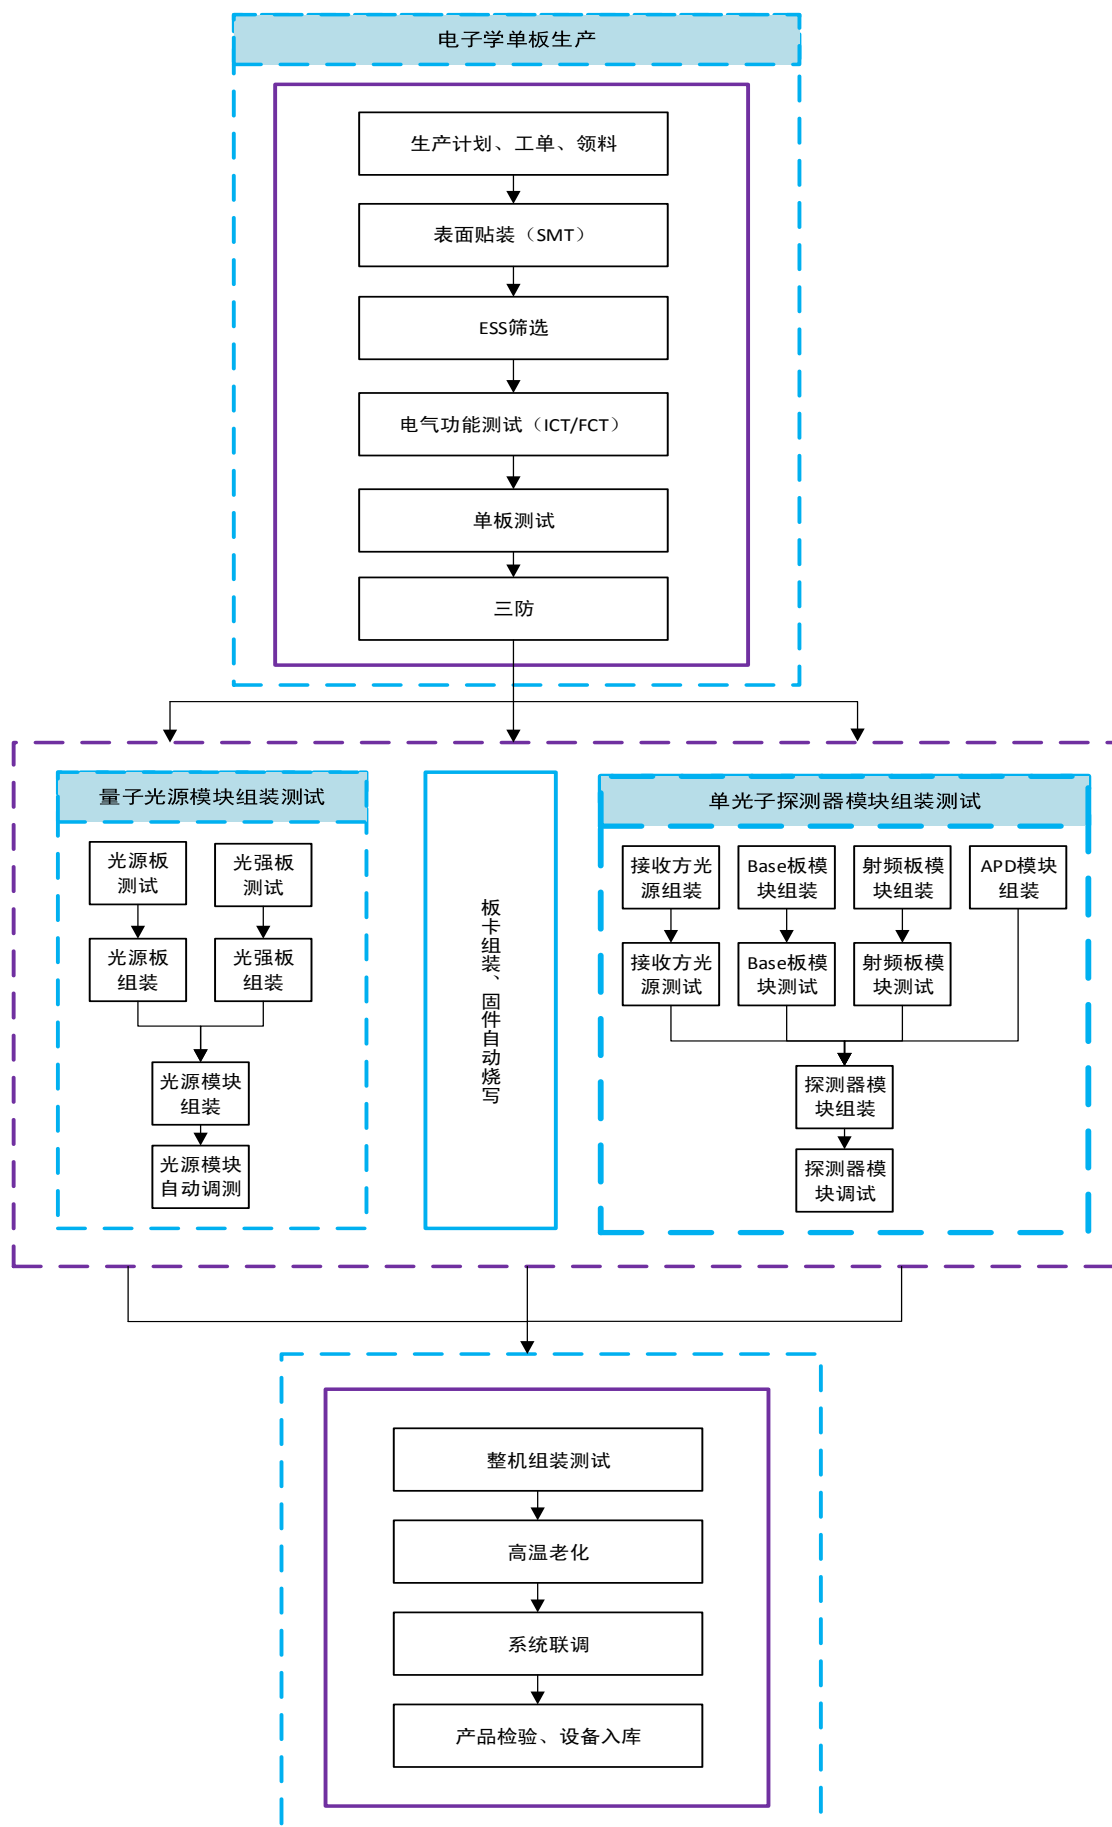 电子学单板生产
生产计划、工单、领料
表面贴装（SMT）
ESS筛选
电气功能测试（ICT/FCT）
单板测试
三防
量子光源模块组装测试
光源板
测试
光强板
测试
光源板
组装
光强板
组装
光源模块
组装
光源模块
自动调测
板卡组装、固件自动烧写
单光子探测器模块组装测试
接收方光
源组装
Base板模
块组装
射频板模
块组装
APD模块
组装
接收方光
源测试
Base板模
块测试
射频板模
块测试
探测器模
块组装
探测器模
块调试
整机组装测试
高温老化
系统联调
产品检验、设备入库